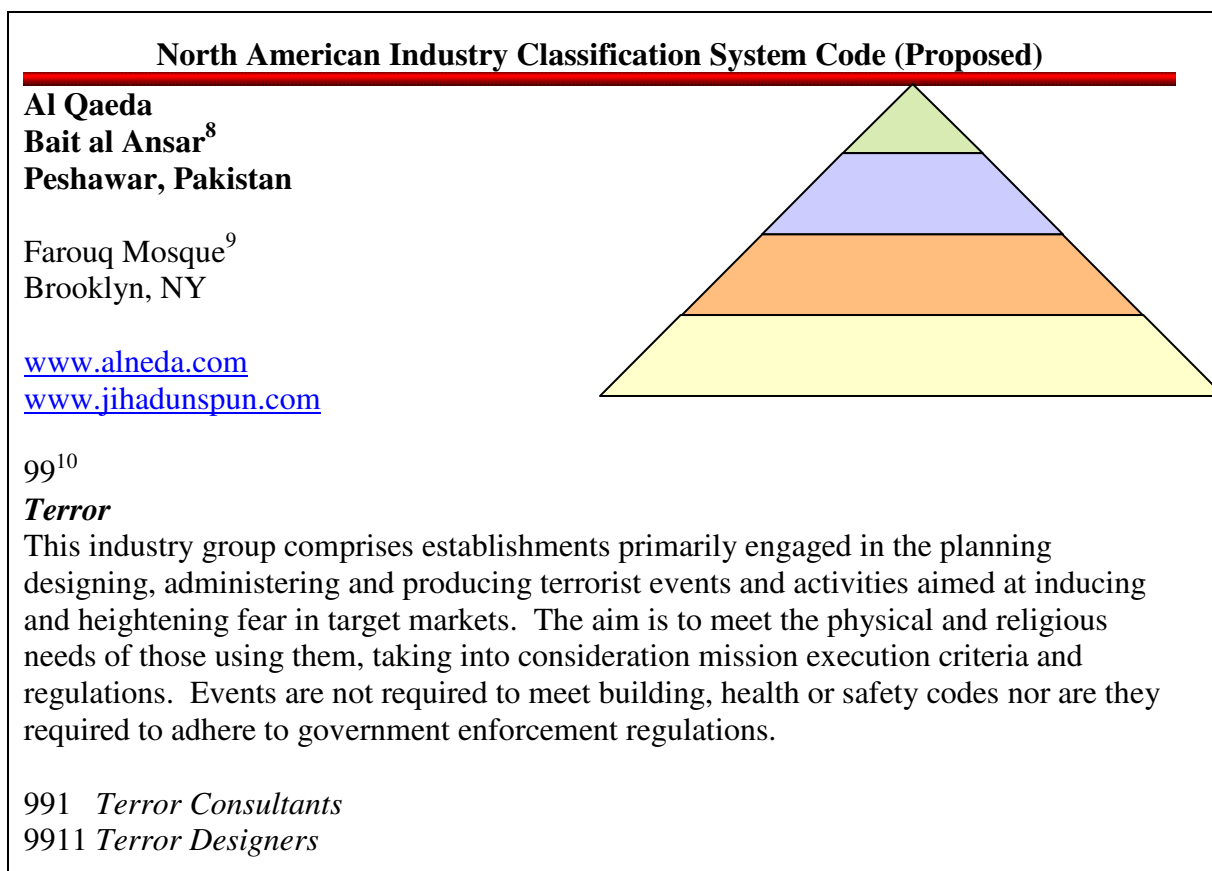 North American Industry Classification System Code (Proposed)
Al Qaeda
Bait al Ansar8
Peshawar, Pakistan
Farouq Mosque9
Brooklyn, NY
www.alneda.com
www.jihadunspun.com
9910
Terror
This industry group comprises establishments primarily engaged in the planning
designing, administering and producing terrorist events and activities aimed at inducing
and heightening fear in target markets.  The aim is to meet the physical and religious
needs of those using them, taking into consideration mission execution criteria and
regulations.  Events are not required to meet building, health or safety codes nor are they
required to adhere to government enforcement regulations.
991  Terror Consultants
9911 Terror Designers